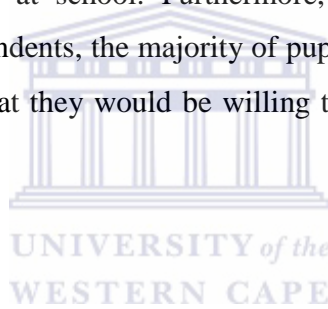 at school. Furthermore,
ndents, the majority of pup
at they would be willing t
UNIVERSITY of the
WESTERN CAPE